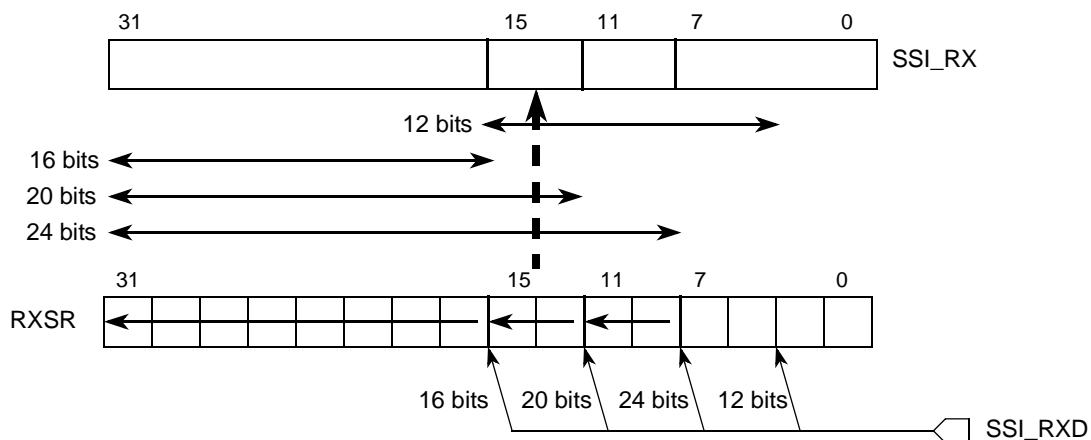 31 15 11 7 0
SSI_RX
12 bits
16 bits
20 bits
24 bits
31 15 11 7 0
RXSR
16 bits 20 bits 24 bits 12 bits
SSI_RXD